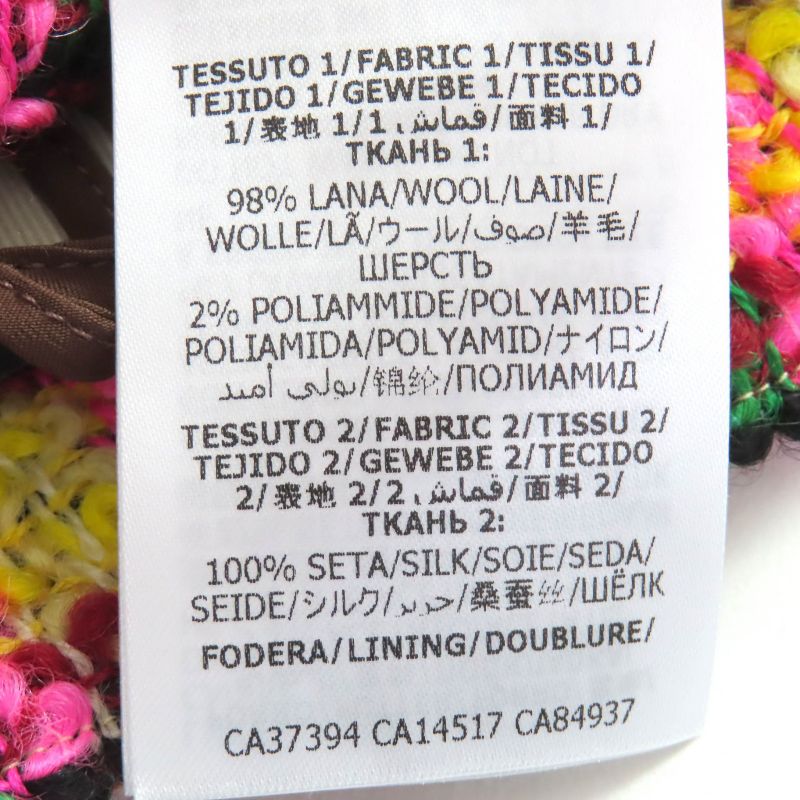 TESSUTO 1/FABRIC 1/TISSU 1/
TEJIDO 1/GEWEBE 1/TECIDO
1/表地 1/1 قماش/面料 1/
ТКАНЬ 1:
98% LANA/WOOL/LAINE/
WOLLE/LÃ/ウール/صوف/羊毛/
ШЕРСТЬ
2% POLIAMMIDE/POLYAMIDE/
POLIAMIDA/POLYAMID/ナイロン/
بولي أميد/锦纶/ПОЛИАМИД
TESSUTO 2/FABRIC 2/TISSU 2/
TEJIDO 2/GEWEBE 2/TECIDO
2/表地 2/2 قماش/面料 2/
ТКАНЬ 2:
100% SETA/SILK/SOIE/SEDA/
SEIDE/シルク/حرير/桑蚕丝/ШЁЛК
FODERA/LINING/DOUBLURE/
CA37394 CA14517 CA84937